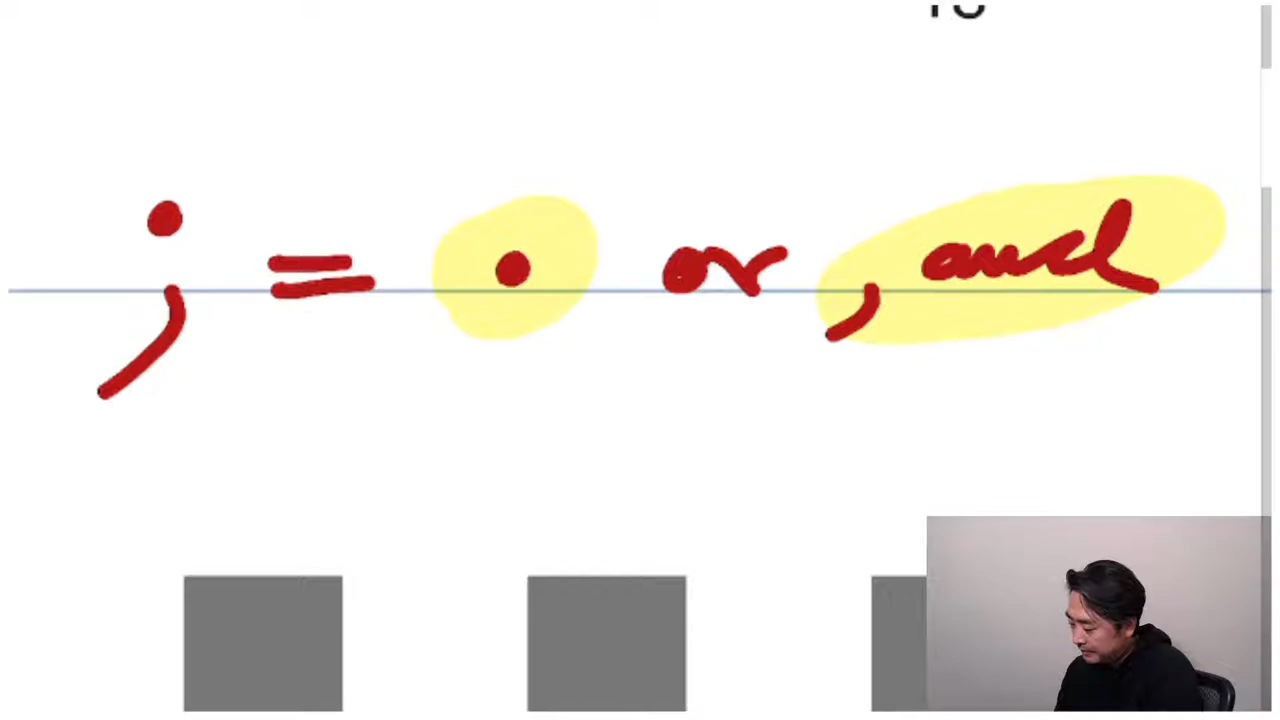 ; = . or , and